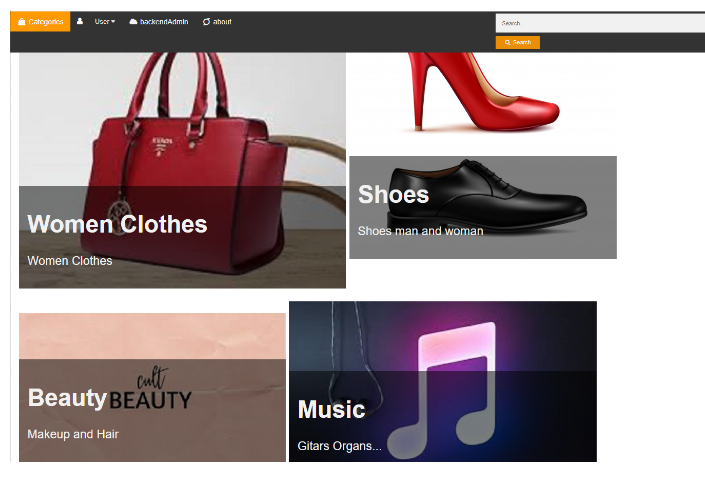 Categories
User
backendAdmin
about
Search
Search
Women Clothes
Women Clothes
Shoes
Shoes man and woman
cult
BEAUTY
Beauty
Makeup and Hair
Music
Gitars Organs...